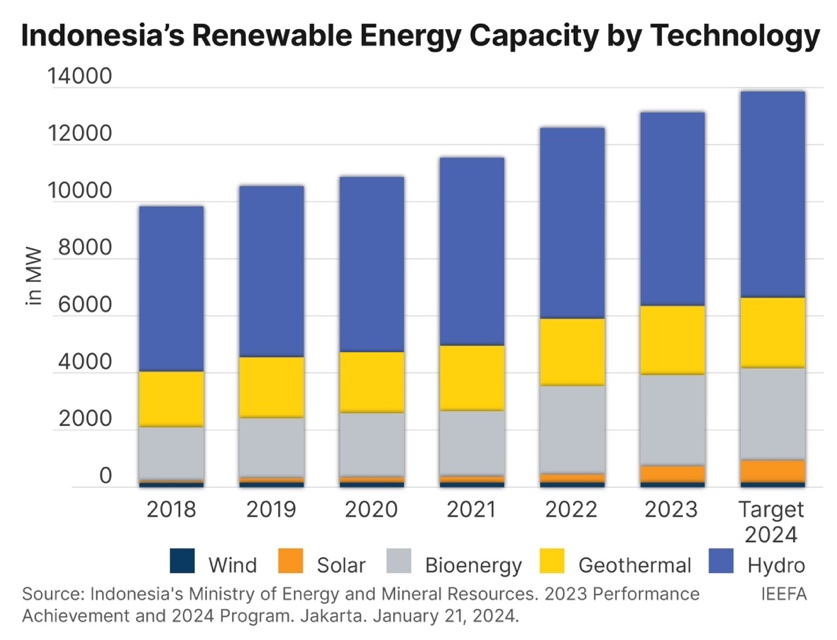 Indonesia's Renewable Energy Capacity by Technology
14000
12000
10000
8000
6000
4000
2000
0
in MW
2018 2019 2020 2021 2022 2023 Target
2024
Wind Solar Bioenergy Geothermal Hydro
Source: Indonesia's Ministry of Energy and Mineral Resources. 2023 Performance IEEFA
Achievement and 2024 Program. Jakarta. January 21, 2024.